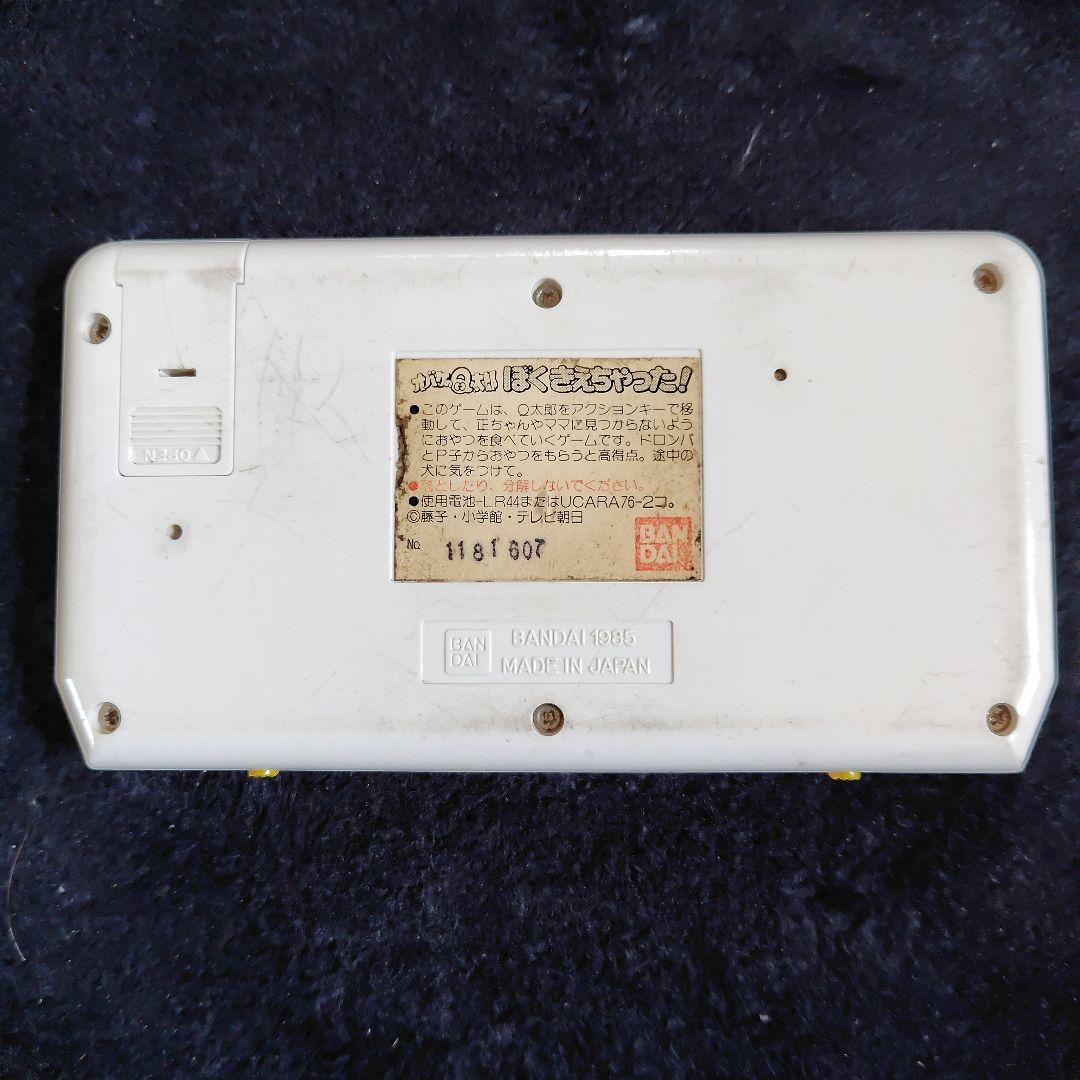 オバケのQ太郎 ぼくきえちゃった!
●このゲームは、Q太郎をアクションキーで移
動して、正ちゃんやママに見つからないよう
におやつを食べていくゲームです。ドロンパ
とP子からおやつをもらうと高得点。途中の
犬に気をつけて。
●落としたり、分解しないでください。
●使用電池-LR44またはUCARA76-2コ。
©藤子・小学館・テレビ朝日
No. 1181607
BAN
DAI
▽OPEN
BAN
DAI
BANDAI 1985
MADE IN JAPAN